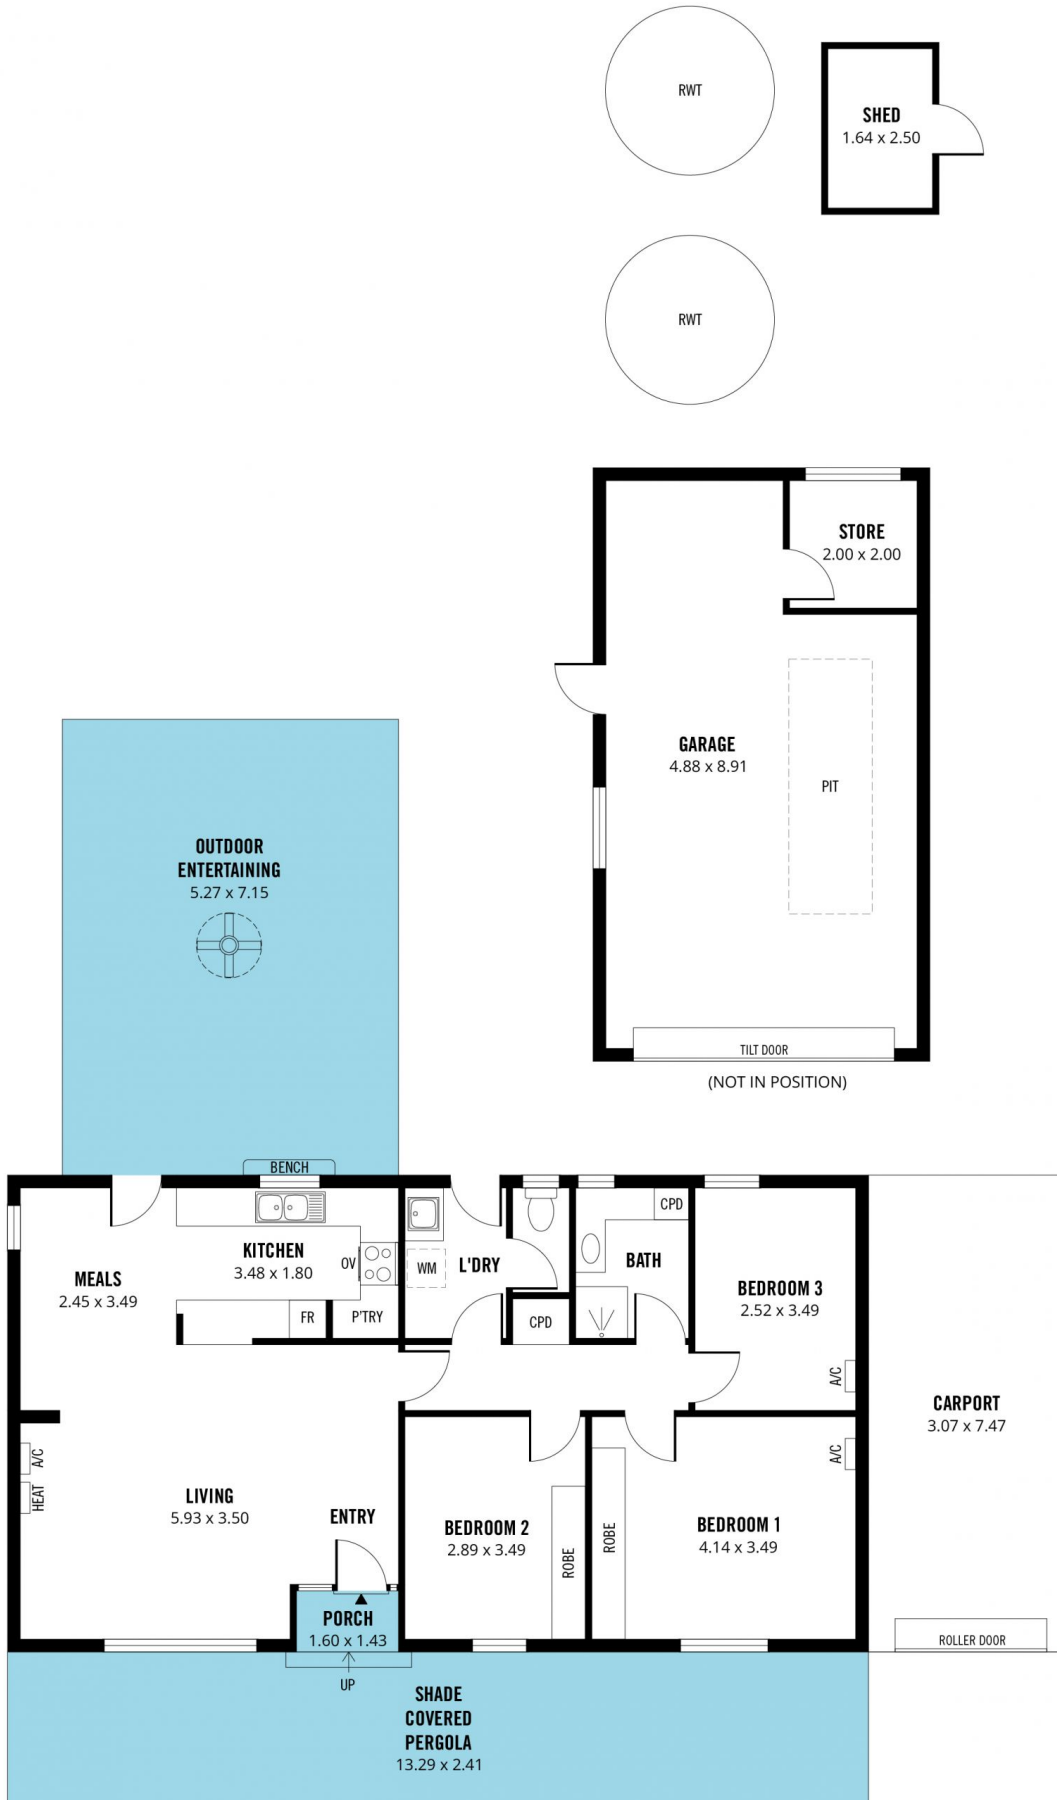 RWT
SHED
1.64 x 2.50
RWT
STORE
2.00 x 2.00
GARAGE
4.88 x 8.91
PIT
TILT DOOR
(NOT IN POSITION)
OUTDOOR
ENTERTAINING
5.27 x 7.15
BENCH
KITCHEN
3.48 x 1.80
OV
MEALS
2.45 x 3.49
FR
P'TRY
WM
L'DRY
CPD
BATH
CPD
BEDROOM 3
2.52 x 3.49
A/C
CARPORT
3.07 x 7.47
A/C
HEAT
LIVING
5.93 x 3.50
ENTRY
BEDROOM 2
2.89 x 3.49
ROBE
ROBE
BEDROOM 1
4.14 x 3.49
A/C
PORCH
1.60 x 1.43
UP
ROLLER DOOR
SHADE
COVERED
PERGOLA
13.29 x 2.41